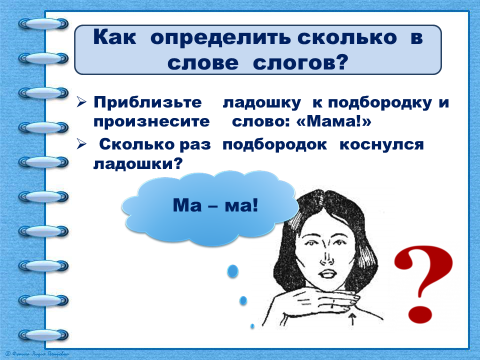 Как определить сколько в
слове слогов?
Приблизьте ладошку к подбородку и
произнесите слово: «Мама!»
Сколько раз подбородок коснулся
ладошки?
Ма – ма!
?